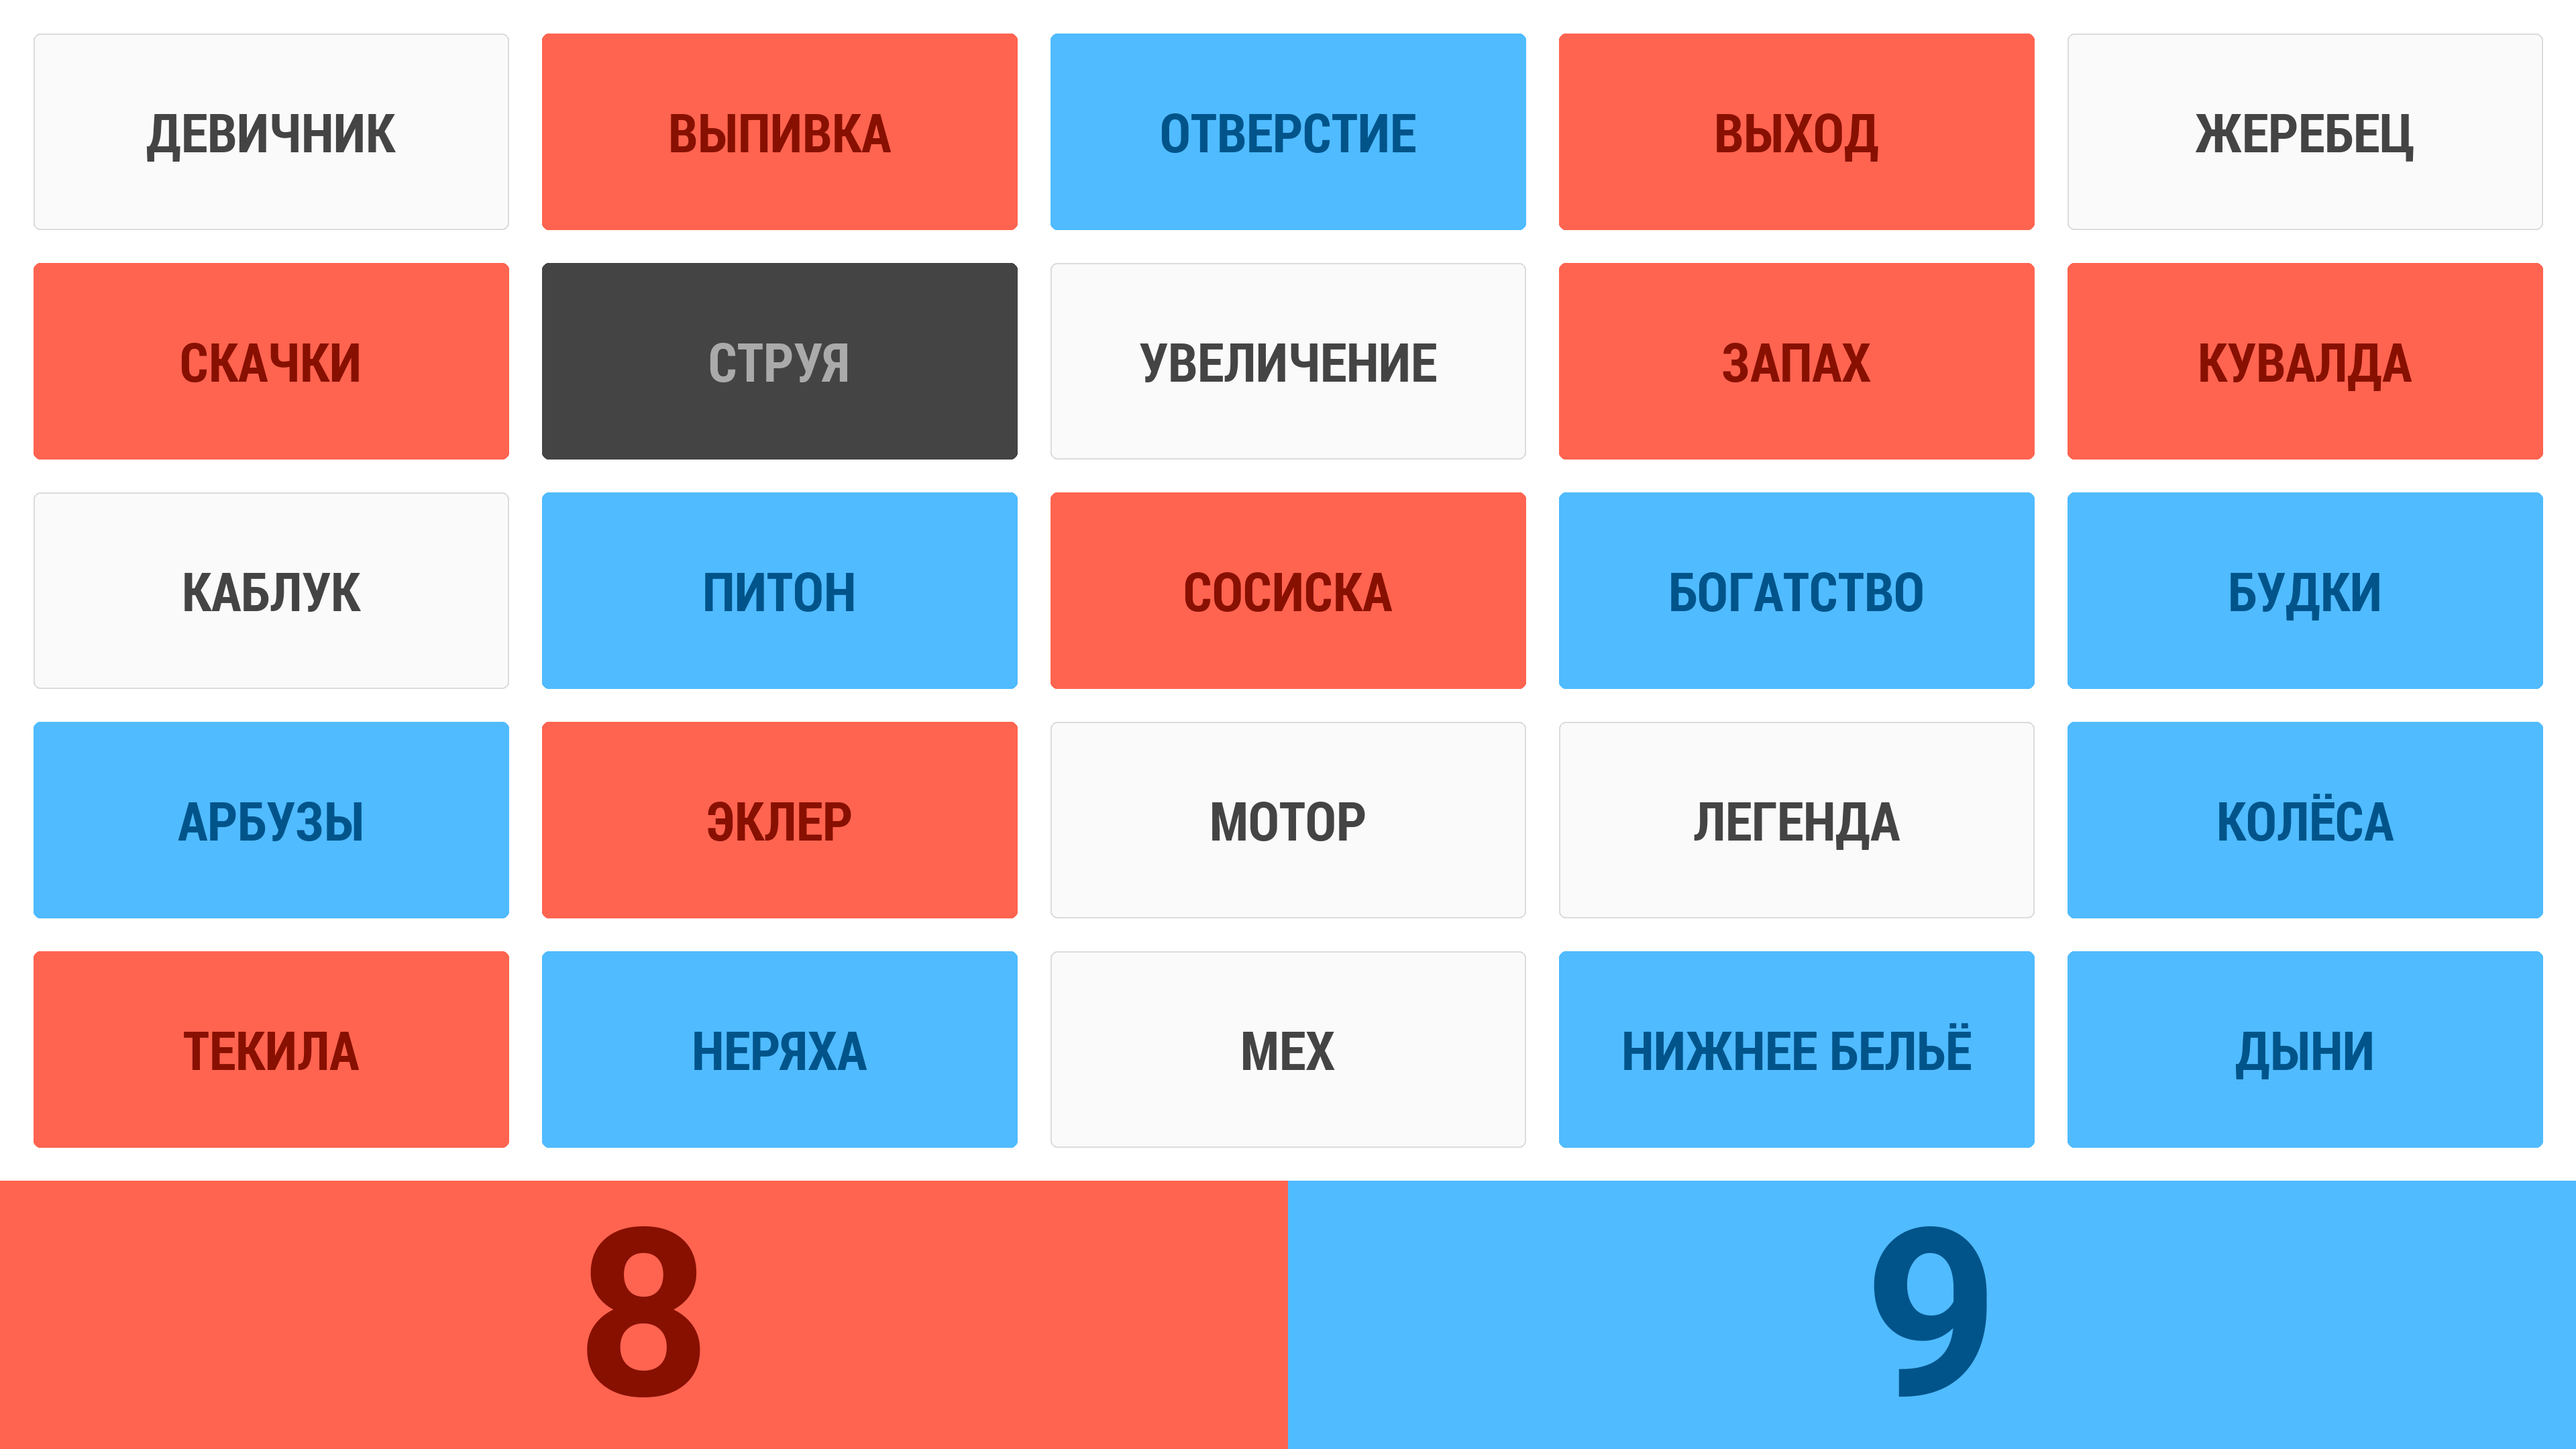 ДЕВИЧНИК ВЫПИВКА ОТВЕРСТИЕ ВЫХОД ЖЕРЕБЕЦ
СКАЧКИ СТРУЯ УВЕЛИЧЕНИЕ ЗАПАХ КУВАЛДА
КАБЛУК ПИТОН СОСИСКА БОГАТСТВО БУДКИ
АРБУЗЫ ЭКЛЕР МОТОР ЛЕГЕНДА КОЛЁСА
ТЕКИЛА НЕРЯХА МЕХ НИЖНЕЕ БЕЛЬЁ ДЫНИ
8 9